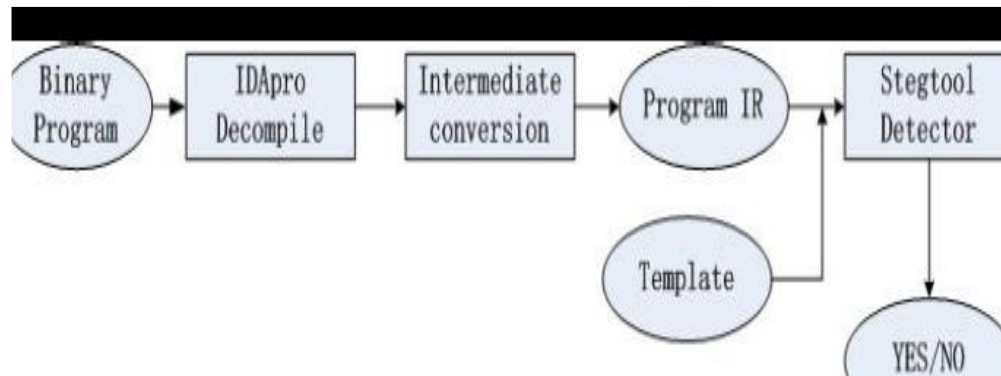 Binary
Program
IDApro
Decompile
Intermediate
conversion
Program IR
Stegtool
Detector
Template
YES/NO